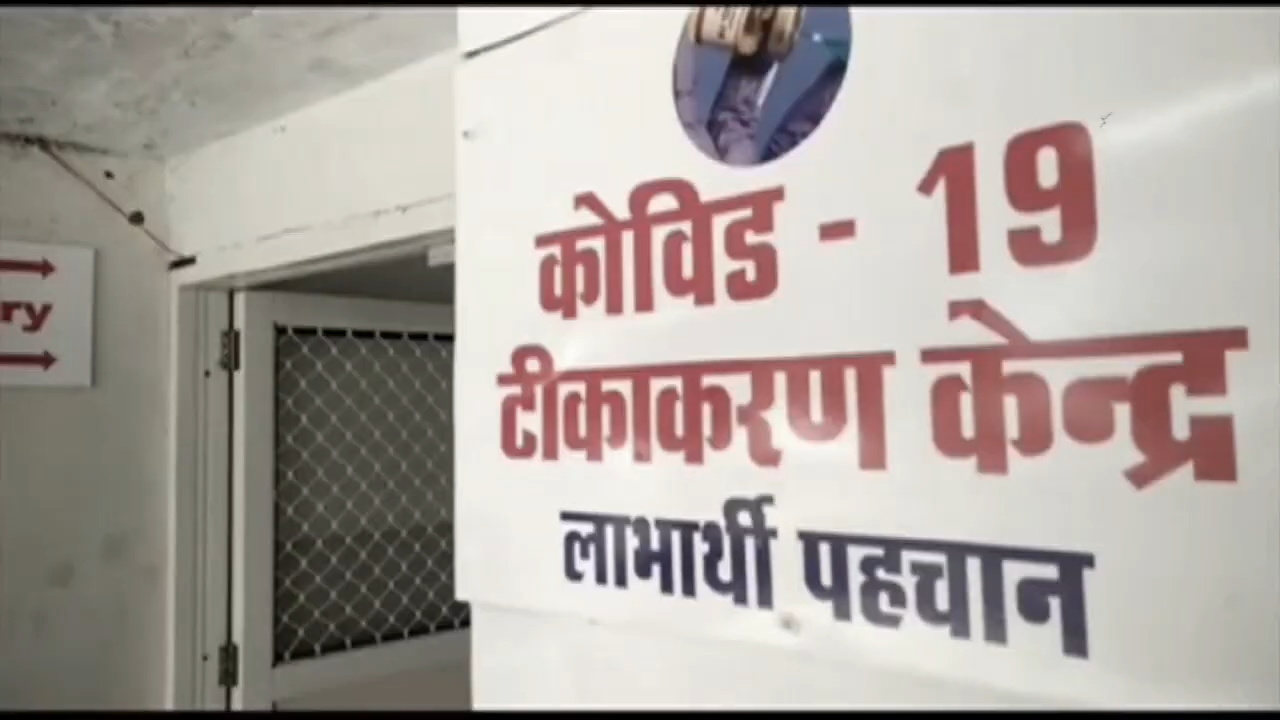 कोविड - 19
टीकाकरण केन्द्र
लाभार्थी पहचान
ry